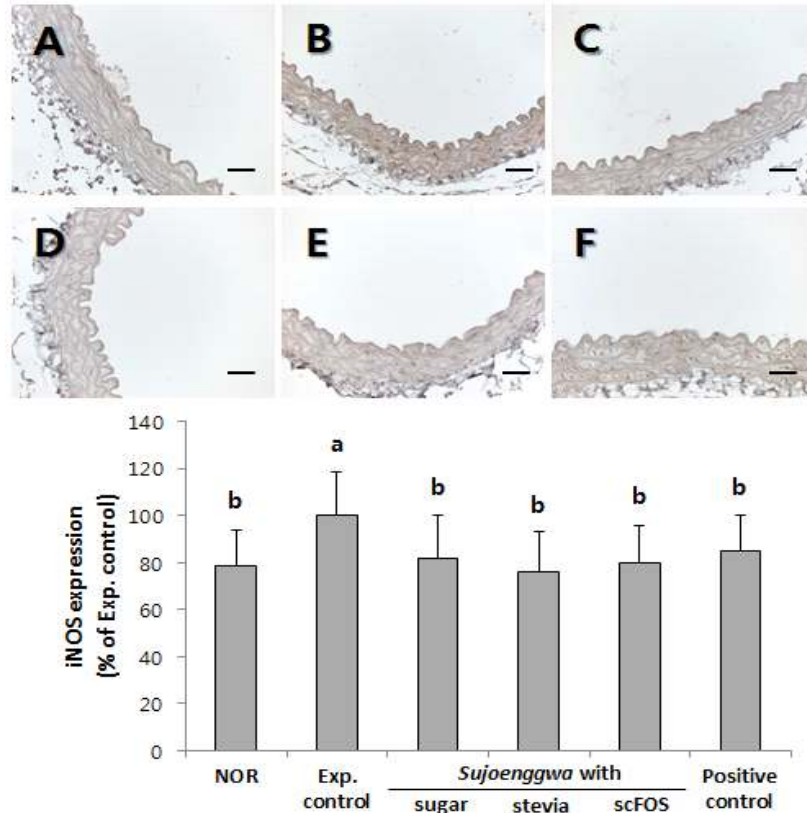 A B C
D E F
140
120
100
80
60
40
20
0
iNOS expression
(% of Exp. control)
b a b b b b
NOR Exp. control Sujoenggwa with Positive control
sugar stevia scFOS